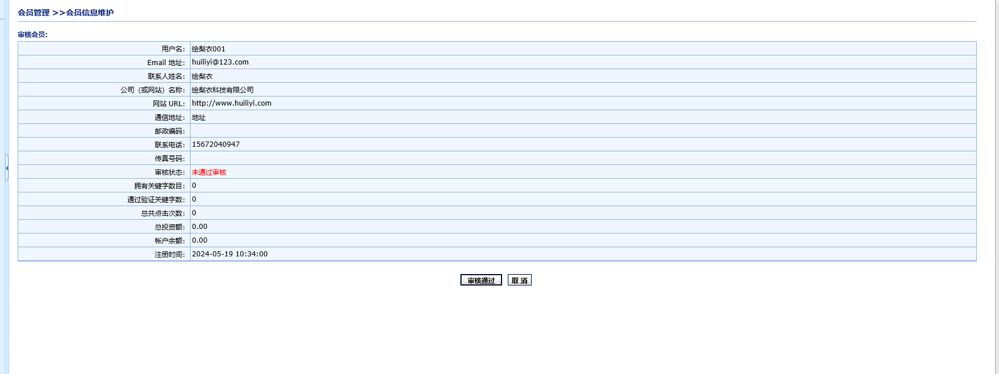 会员管理 >>会员信息维护
审核会员:
用户名: 绘梨衣001
Email 地址: huiliyi@123.com
联系人姓名: 绘梨衣
公司（或网站）名称: 绘梨衣科技有限公司
网站 URL: http://www.huiliyi.com
通信地址: 地址
邮政编码:
联系电话: 15672040947
传真号码:
审核状态: 未通过审核
拥有关键字数目: 0
通过验证关键字数: 0
总共点击次数: 0
总投资额: 0.00
帐户余额: 0.00
注册时间: 2024-05-19 10:34:00
审核通过 取 消